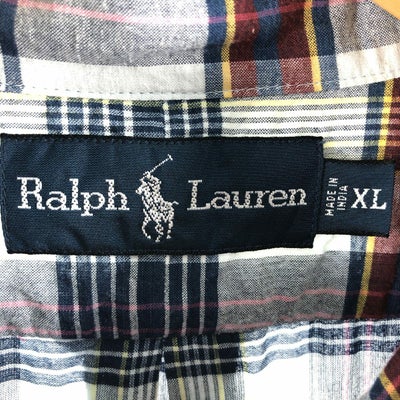 Ralph Lauren
MADE IN
INDIA
XL